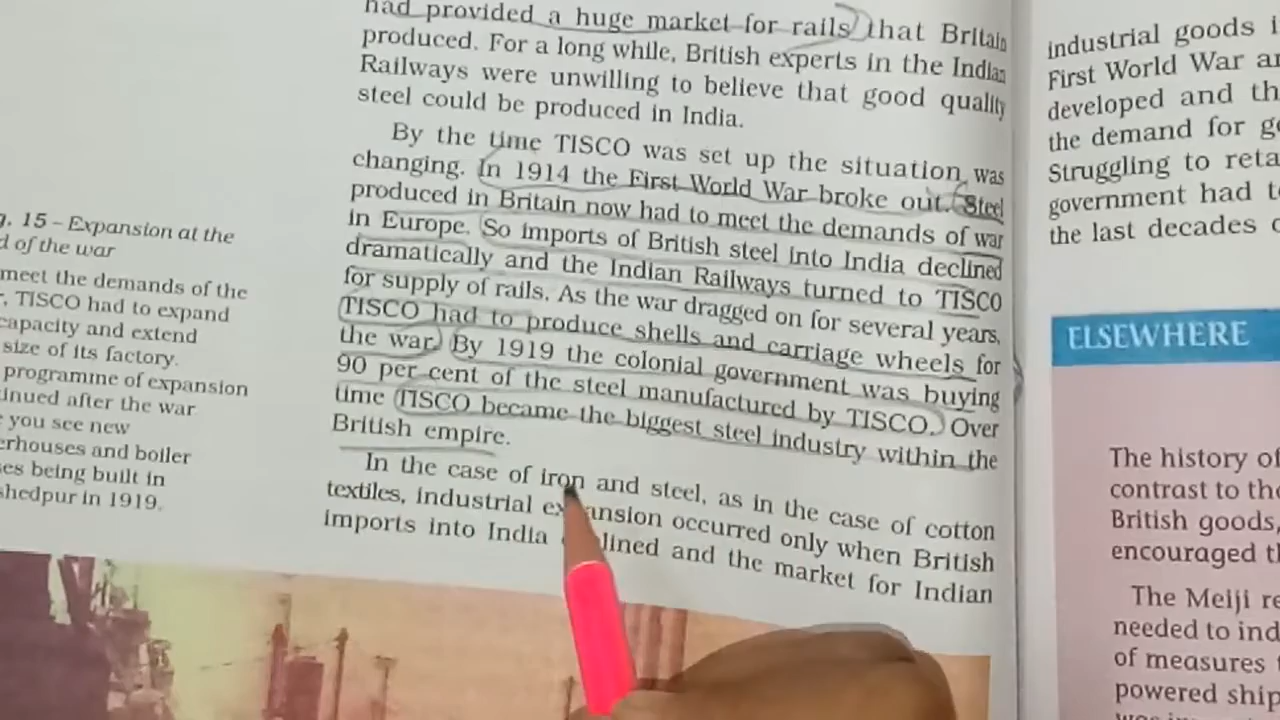 had provided a huge market for rails that Britain
produced. For a long while, British experts in the Indian
Railways were unwilling to believe that good quality
steel could be produced in India.
By the time TISCO was set up the situation was
changing. In 1914 the First World War broke out. Steel
produced in Britain now had to meet the demands of war
in Europe. So imports of British steel into India declined
dramatically and the Indian Railways turned to TISCO
for supply of rails. As the war dragged on for several years,
TISCO had to produce shells and carriage wheels for
the war. By 1919 the colonial government was buying
90 per cent of the steel manufactured by TISCO. Over
time TISCO became the biggest steel industry within the
British empire.
In the case of iron and steel, as in the case of cotton
textiles, industrial expansion occurred only when British
imports into India declined and the market for Indian
15 – Expansion at the
of the war
meet the demands of the
TISCO had to expand
capacity and extend
size of its factory.
programme of expansion
after the war
you see new
and boiler
being built in
in 1919.
industrial goods
First World War
developed and
the demand for
Struggling to
government had
the last decades
ELSEWHERE
The history of
contrast to
British goods,
encouraged
The Meiji
needed to
of measures
powered